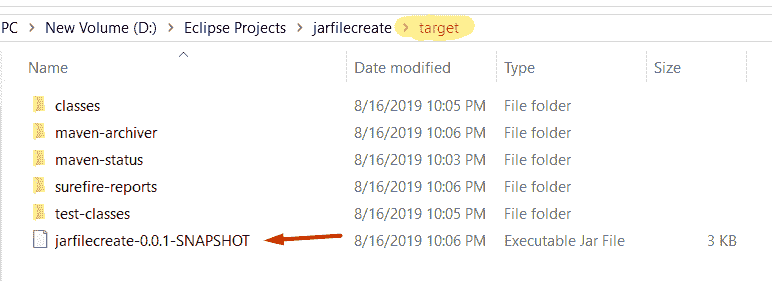 PC > New Volume (D:) > Eclipse Projects > jarfilecreate > target
Name Date modified Type Size
classes 8/16/2019 10:05 PM File folder
maven-archiver 8/16/2019 10:06 PM File folder
maven-status 8/16/2019 10:03 PM File folder
surefire-reports 8/16/2019 10:06 PM File folder
test-classes 8/16/2019 10:05 PM File folder
jarfilecreate-0.0.1-SNAPSHOT 8/16/2019 10:06 PM Executable Jar File 3 KB